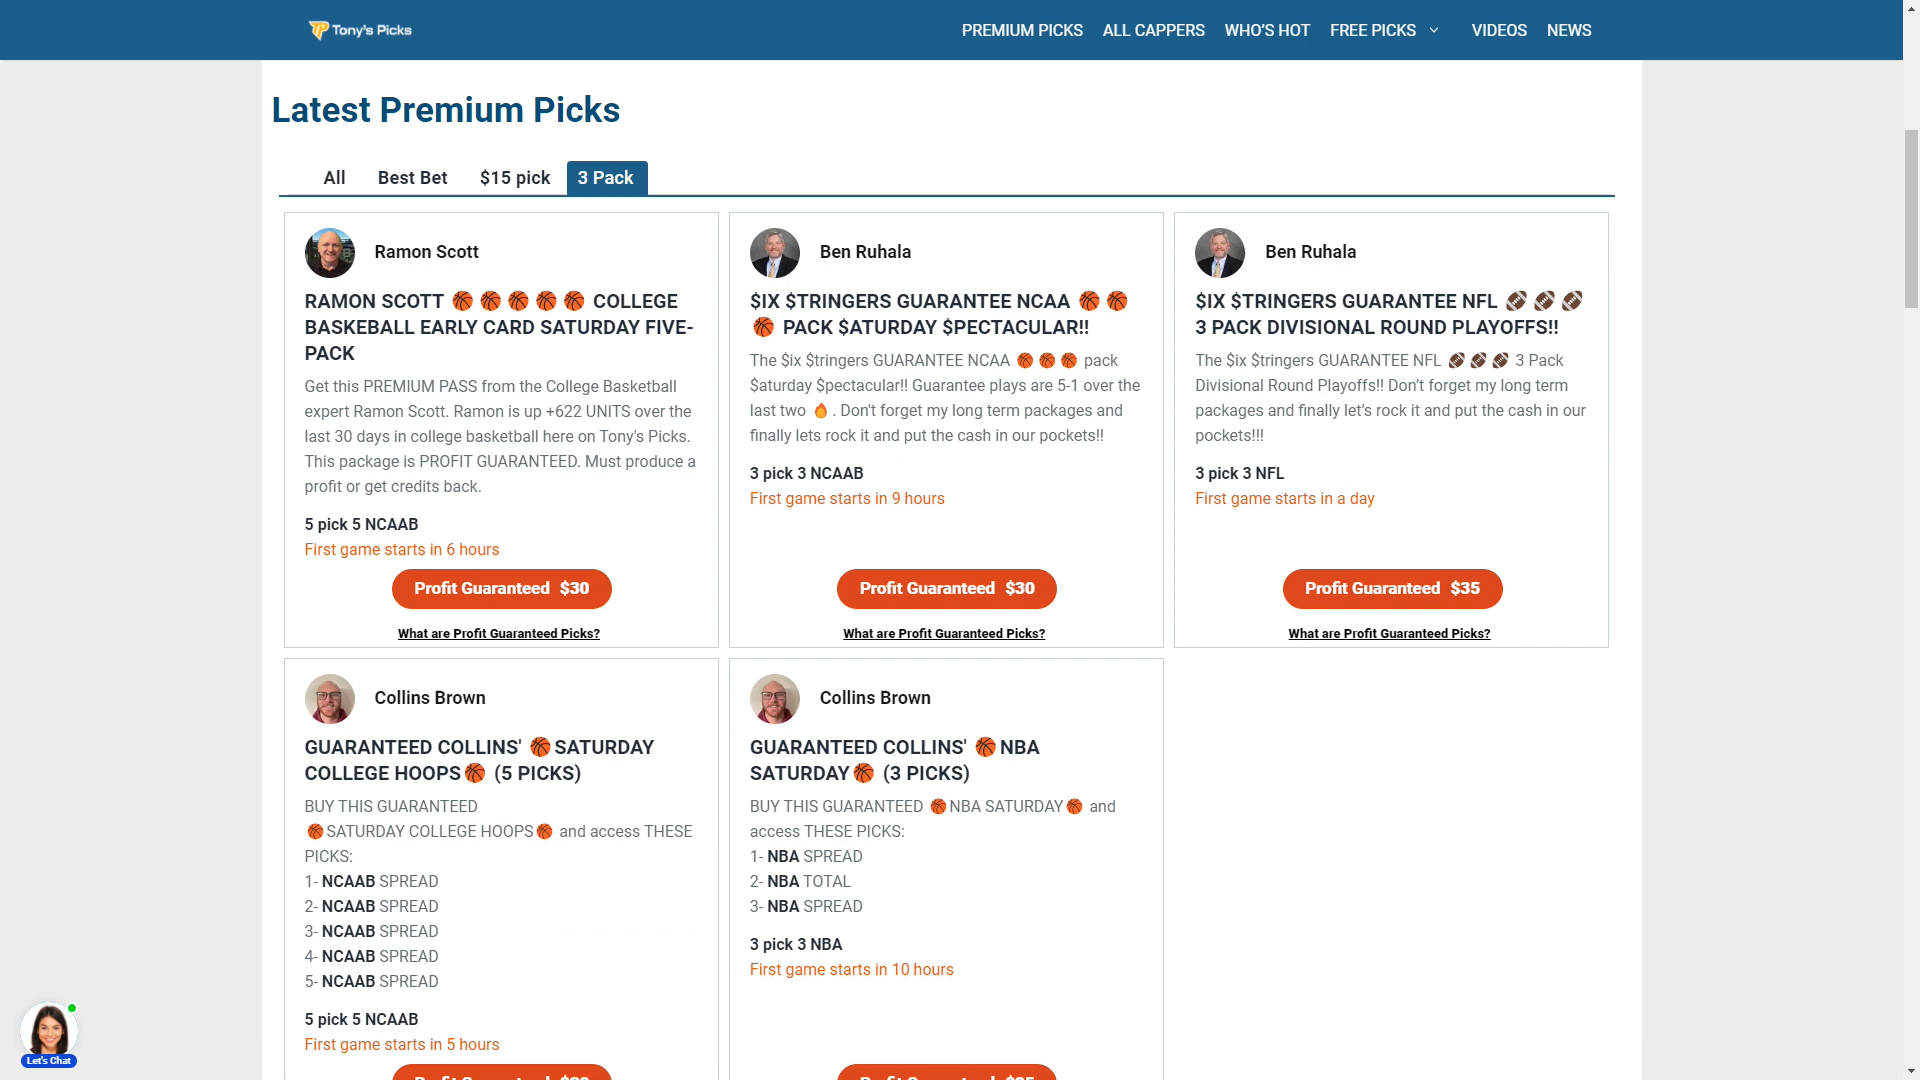 Tony's Picks
PREMIUM PICKS
ALL CAPPERS
WHO'S HOT
FREE PICKS
VIDEOS
NEWS
Latest Premium Picks
All
Best Bet
$15 pick
3 Pack
Ramon Scott
RAMON SCOTT 🏀 🏀 🏀 🏀 🏀 COLLEGE
BASKEBALL EARLY CARD SATURDAY FIVE-
PACK
Get this PREMIUM PASS from the College Basketball
expert Ramon Scott. Ramon is up +622 UNITS over the
last 30 days in college basketball here on Tony's Picks.
This package is PROFIT GUARANTEED. Must produce a
profit or get credits back.
5 pick 5 NCAAB
First game starts in 6 hours
Profit Guaranteed $30
What are Profit Guaranteed Picks?
Ben Ruhala
$IX $TRINGERS GUARANTEE NCAA 🏀 🏀
🏀 PACK $ATURDAY $PECTACULAR!!
The $ix $tringers GUARANTEE NCAA 🏀 🏀 🏀 pack
$aturday $pectacular!! Guarantee plays are 5-1 over the
last two 🔥 . Don't forget my long term packages and
finally lets rock it and put the cash in our pockets!!
3 pick 3 NCAAB
First game starts in 9 hours
Profit Guaranteed $30
What are Profit Guaranteed Picks?
Ben Ruhala
$IX $TRINGERS GUARANTEE NFL 🏈 🏈 🏈
3 PACK DIVISIONAL ROUND PLAYOFFS!!
The $ix $tringers GUARANTEE NFL 🏈 🏈 🏈 3 Pack
Divisional Round Playoffs!! Don’t forget my long term
packages and finally let’s rock it and put the cash in our
pockets!!!
3 pick 3 NFL
First game starts in a day
Profit Guaranteed $35
What are Profit Guaranteed Picks?
Collins Brown
GUARANTEED COLLINS' 🏀SATURDAY
COLLEGE HOOPS🏀 (5 PICKS)
BUY THIS GUARANTEED
🏀SATURDAY COLLEGE HOOPS🏀 and access THESE
PICKS:
1- NCAAB SPREAD
2- NCAAB SPREAD
3- NCAAB SPREAD
4- NCAAB SPREAD
5- NCAAB SPREAD
5 pick 5 NCAAB
First game starts in 5 hours
Collins Brown
GUARANTEED COLLINS' 🏀NBA
SATURDAY🏀 (3 PICKS)
BUY THIS GUARANTEED 🏀NBA SATURDAY🏀 and
access THESE PICKS:
1- NBA SPREAD
2- NBA TOTAL
3- NBA SPREAD
3 pick 3 NBA
First game starts in 10 hours
Let's Chat